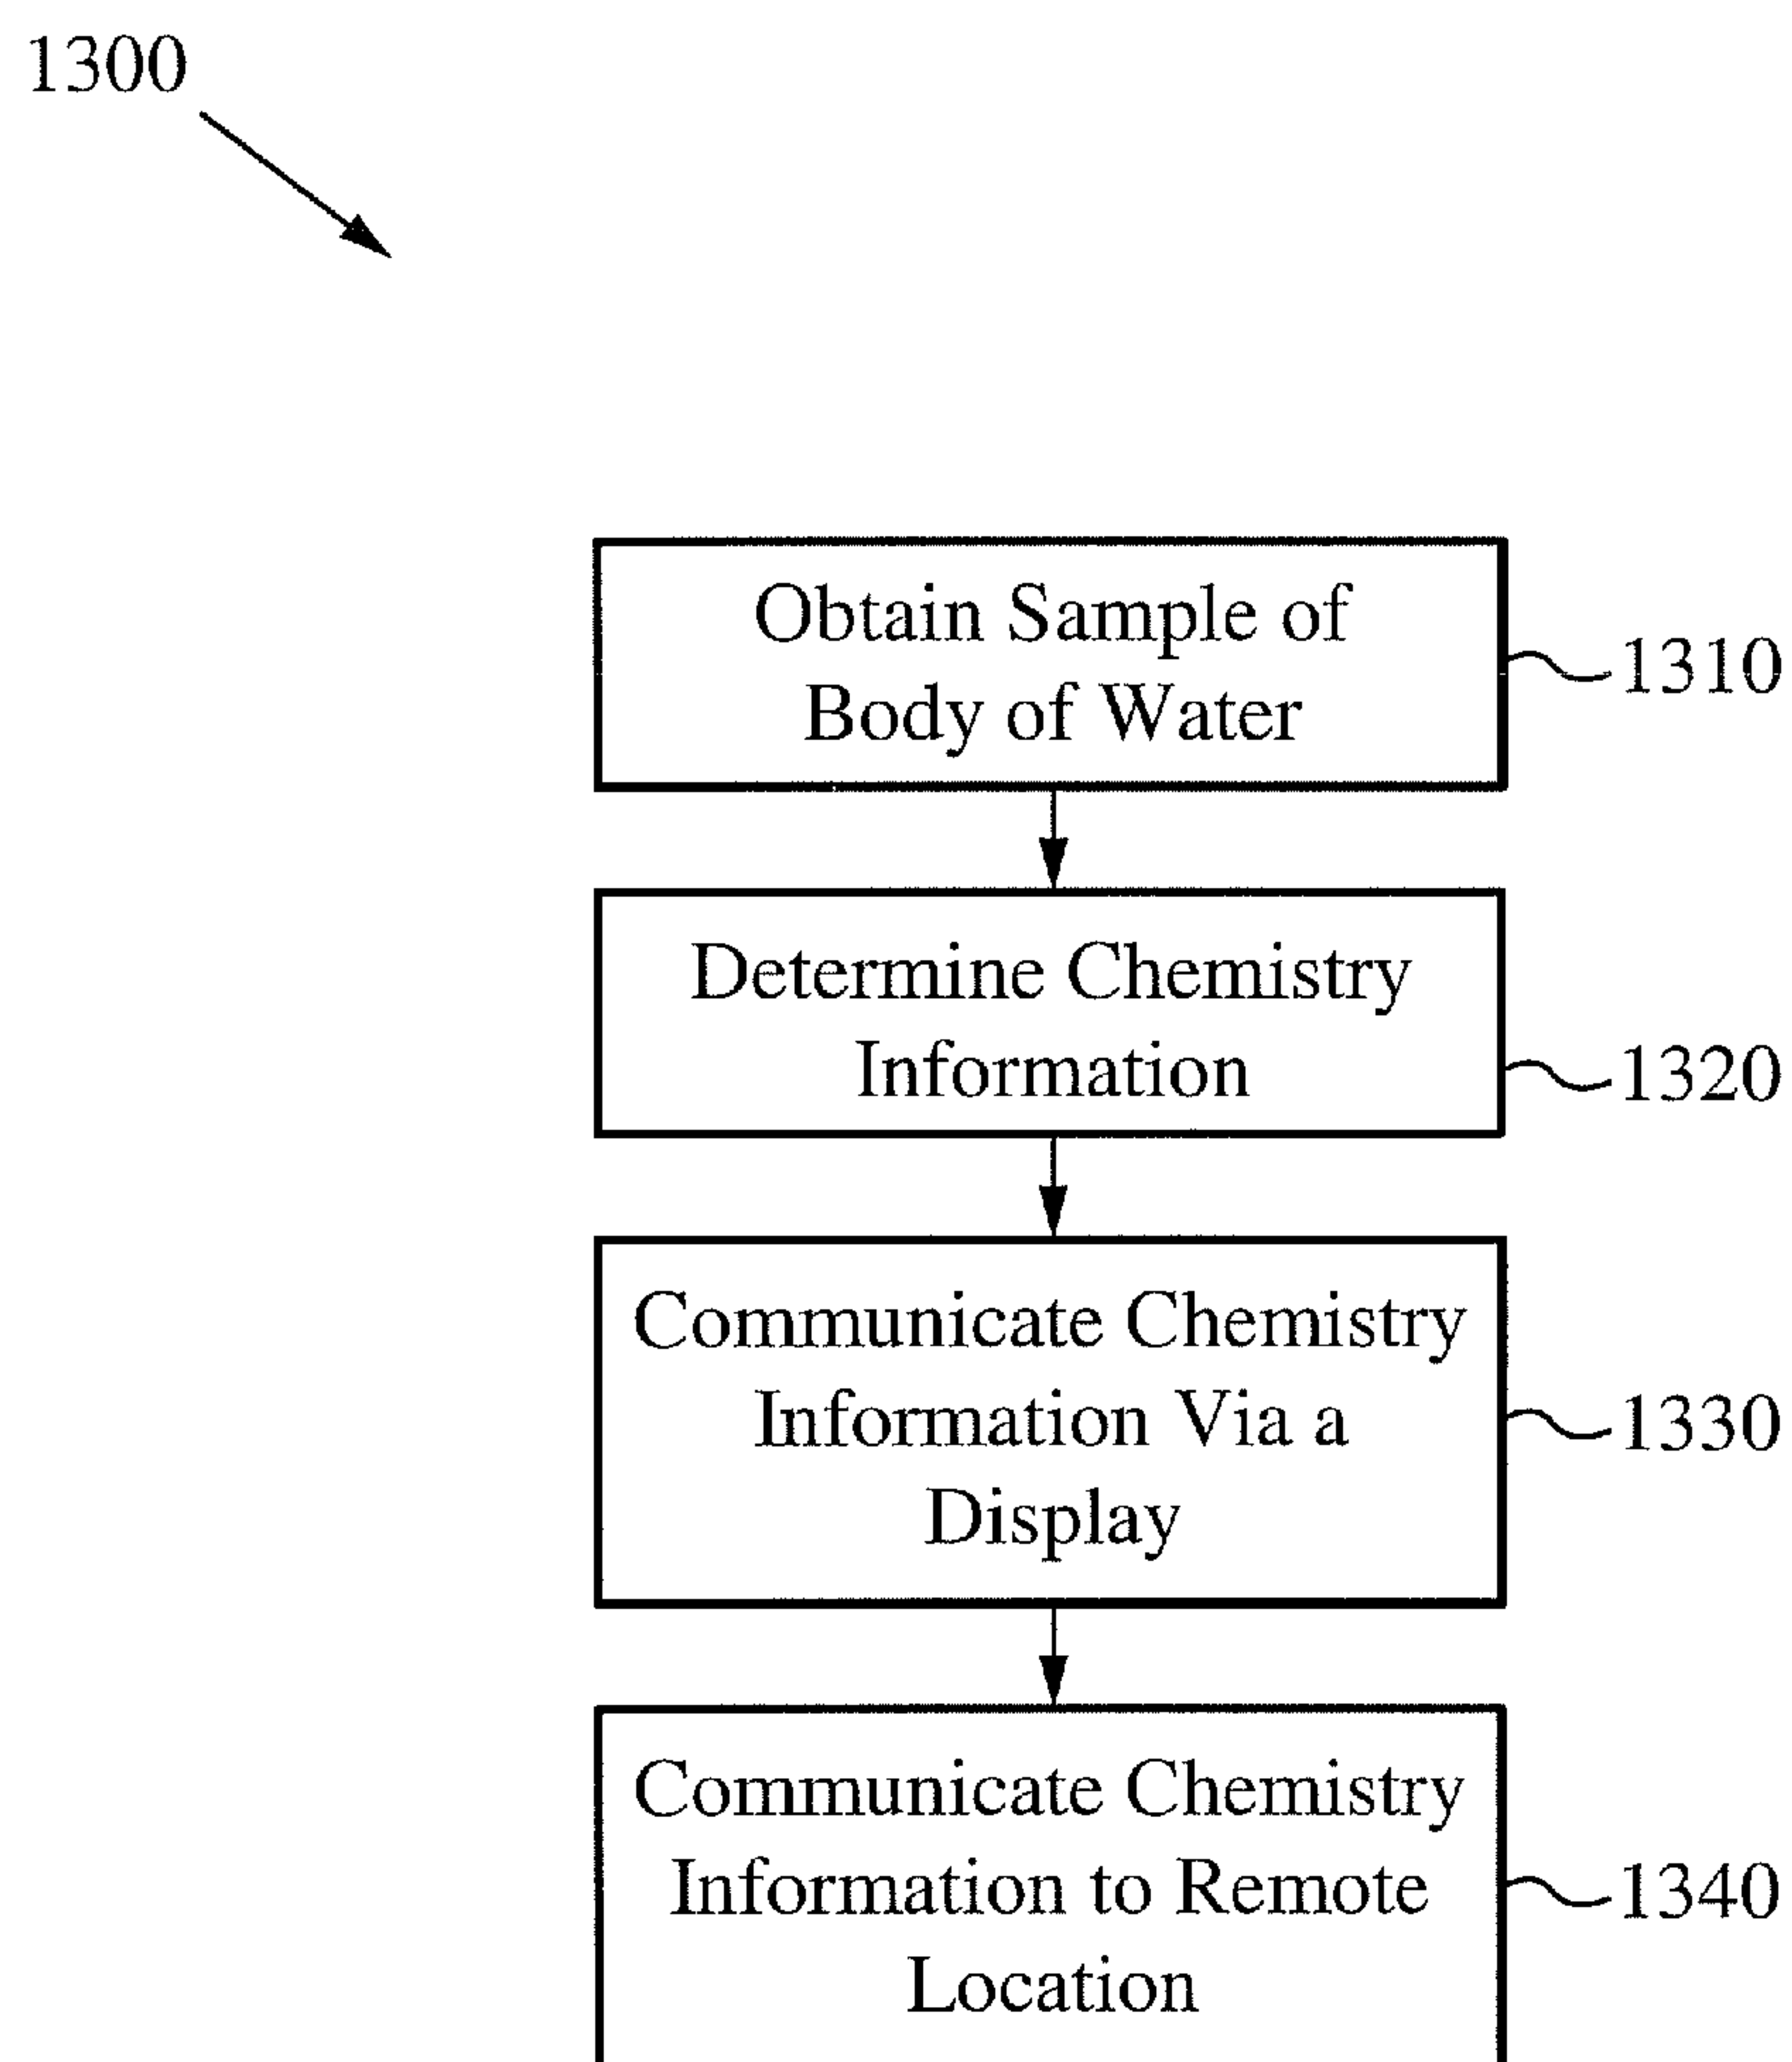 1300
Obtain Sample of
Body of Water
1310
Determine Chemistry
Information
1320
Communicate Chemistry
Information Via a
Display
1330
Communicate Chemistry
Information to Remote
Location
1340